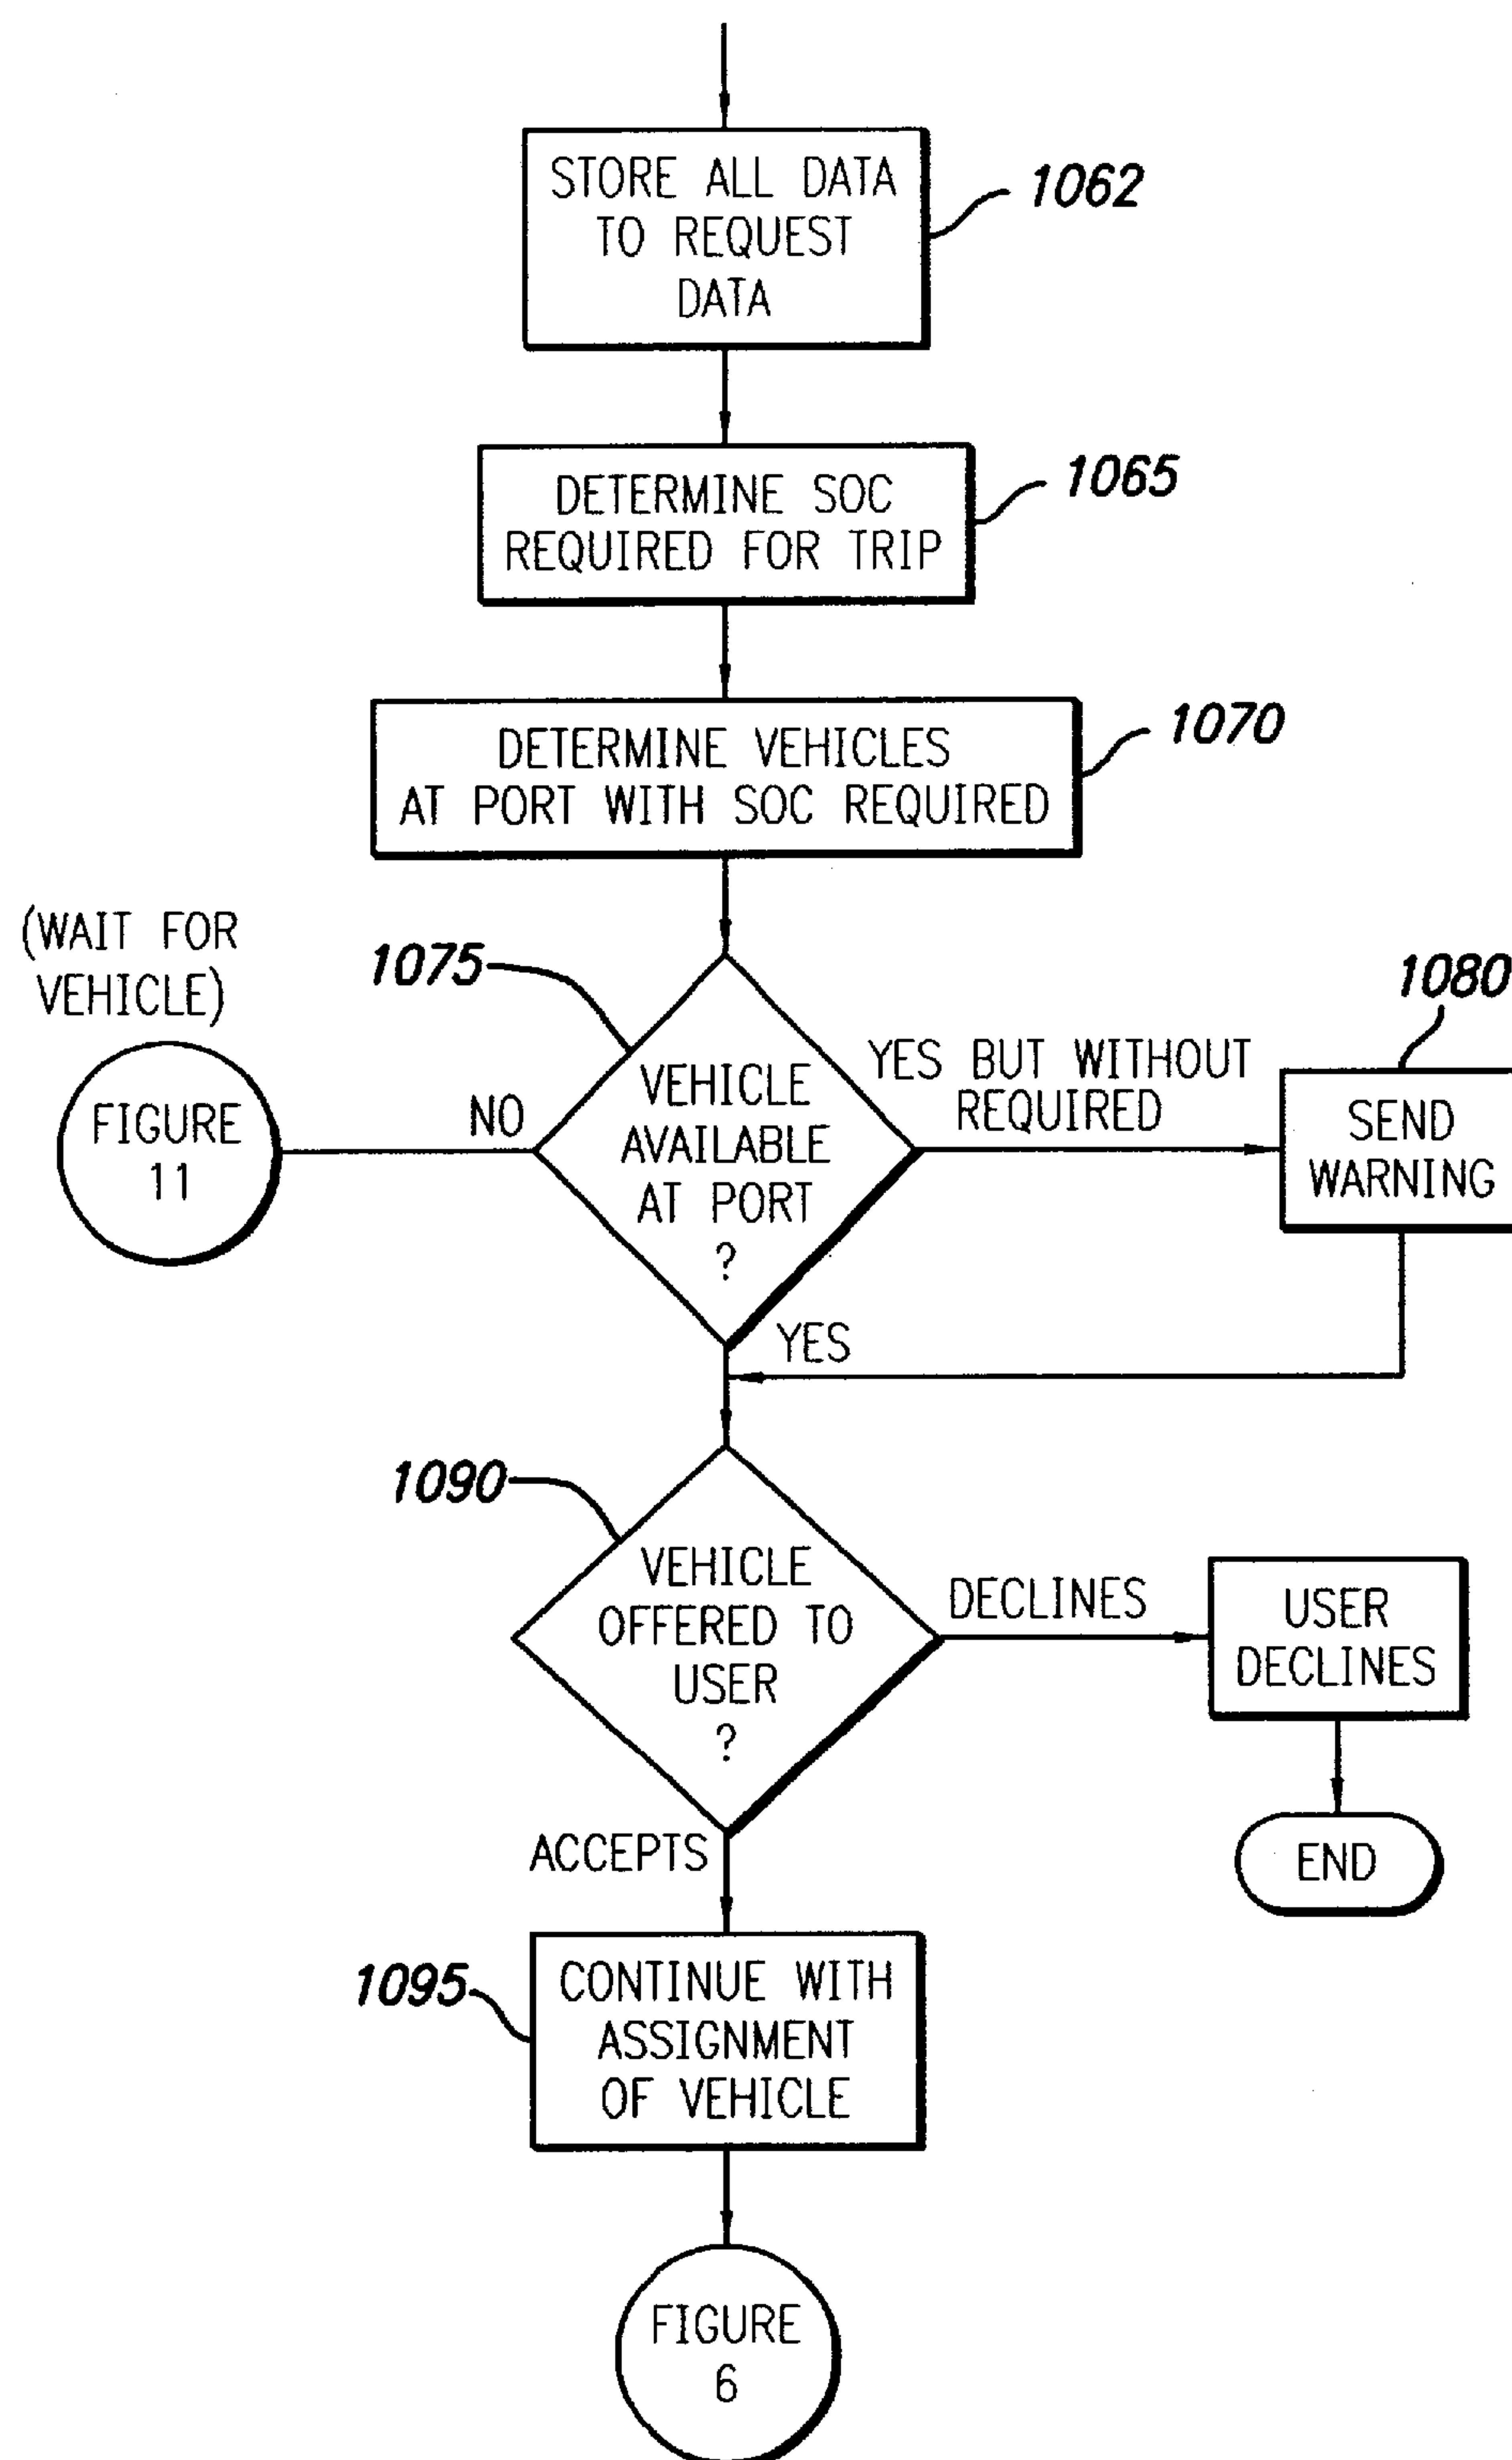 STORE ALL DATA
TO REQUEST
DATA
1062
DETERMINE SOC
REQUIRED FOR TRIP
1065
DETERMINE VEHICLES
AT PORT WITH SOC REQUIRED
1070
(WAIT FOR
VEHICLE)
FIGURE
11
NO
1075
VEHICLE
AVAILABLE
AT PORT
?
YES BUT WITHOUT
REQUIRED
1080
SEND
WARNING
YES
1090
VEHICLE
OFFERED TO
USER
?
DECLINES
USER
DECLINES
END
ACCEPTS
1095
CONTINUE WITH
ASSIGNMENT
OF VEHICLE
FIGURE
6